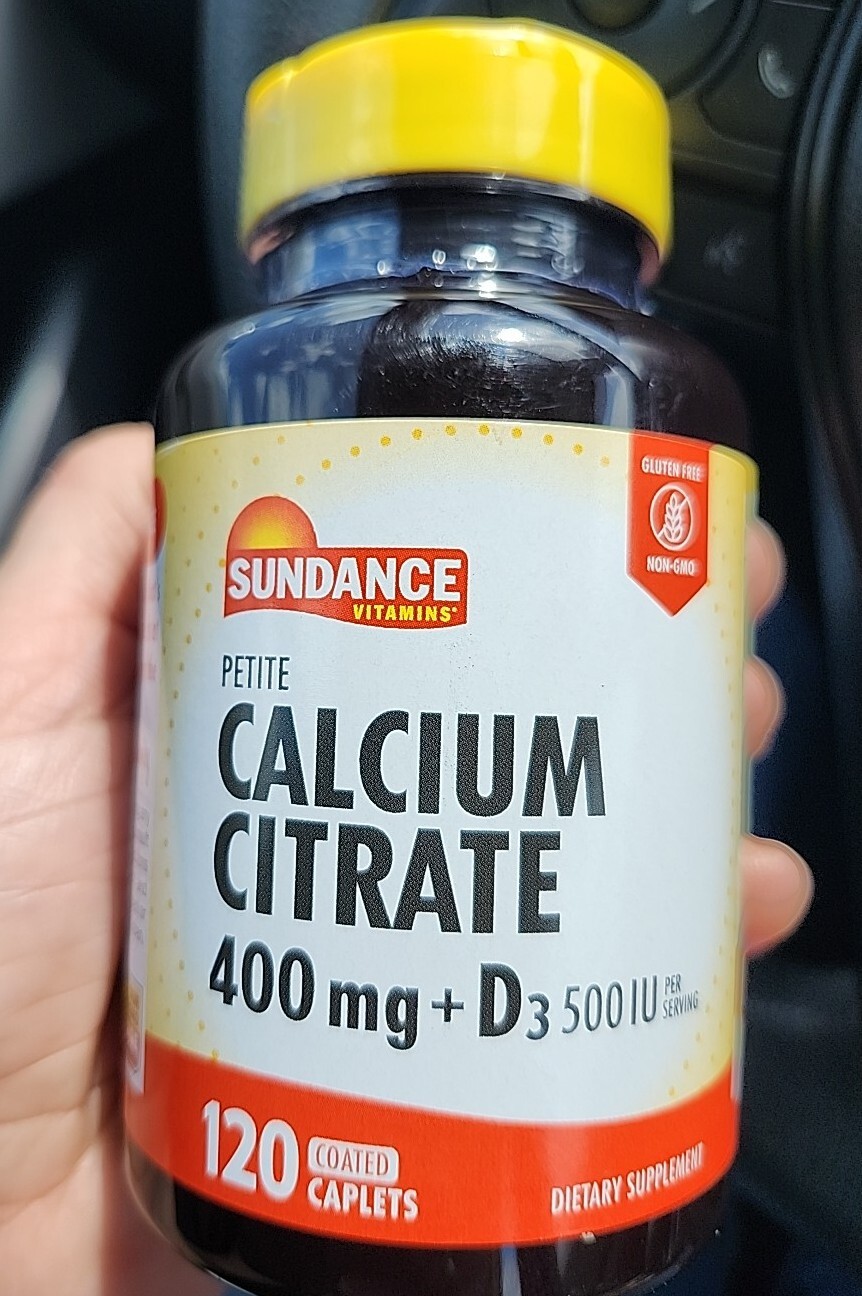 GLUTEN FREE
NON-GMO
SUNDANCE
VITAMINS®
PETITE
CALCIUM
CITRATE
400 mg + D3 500 IU PER
SERVING
120 COATED
CAPLETS
DIETARY SUPPLEMENT